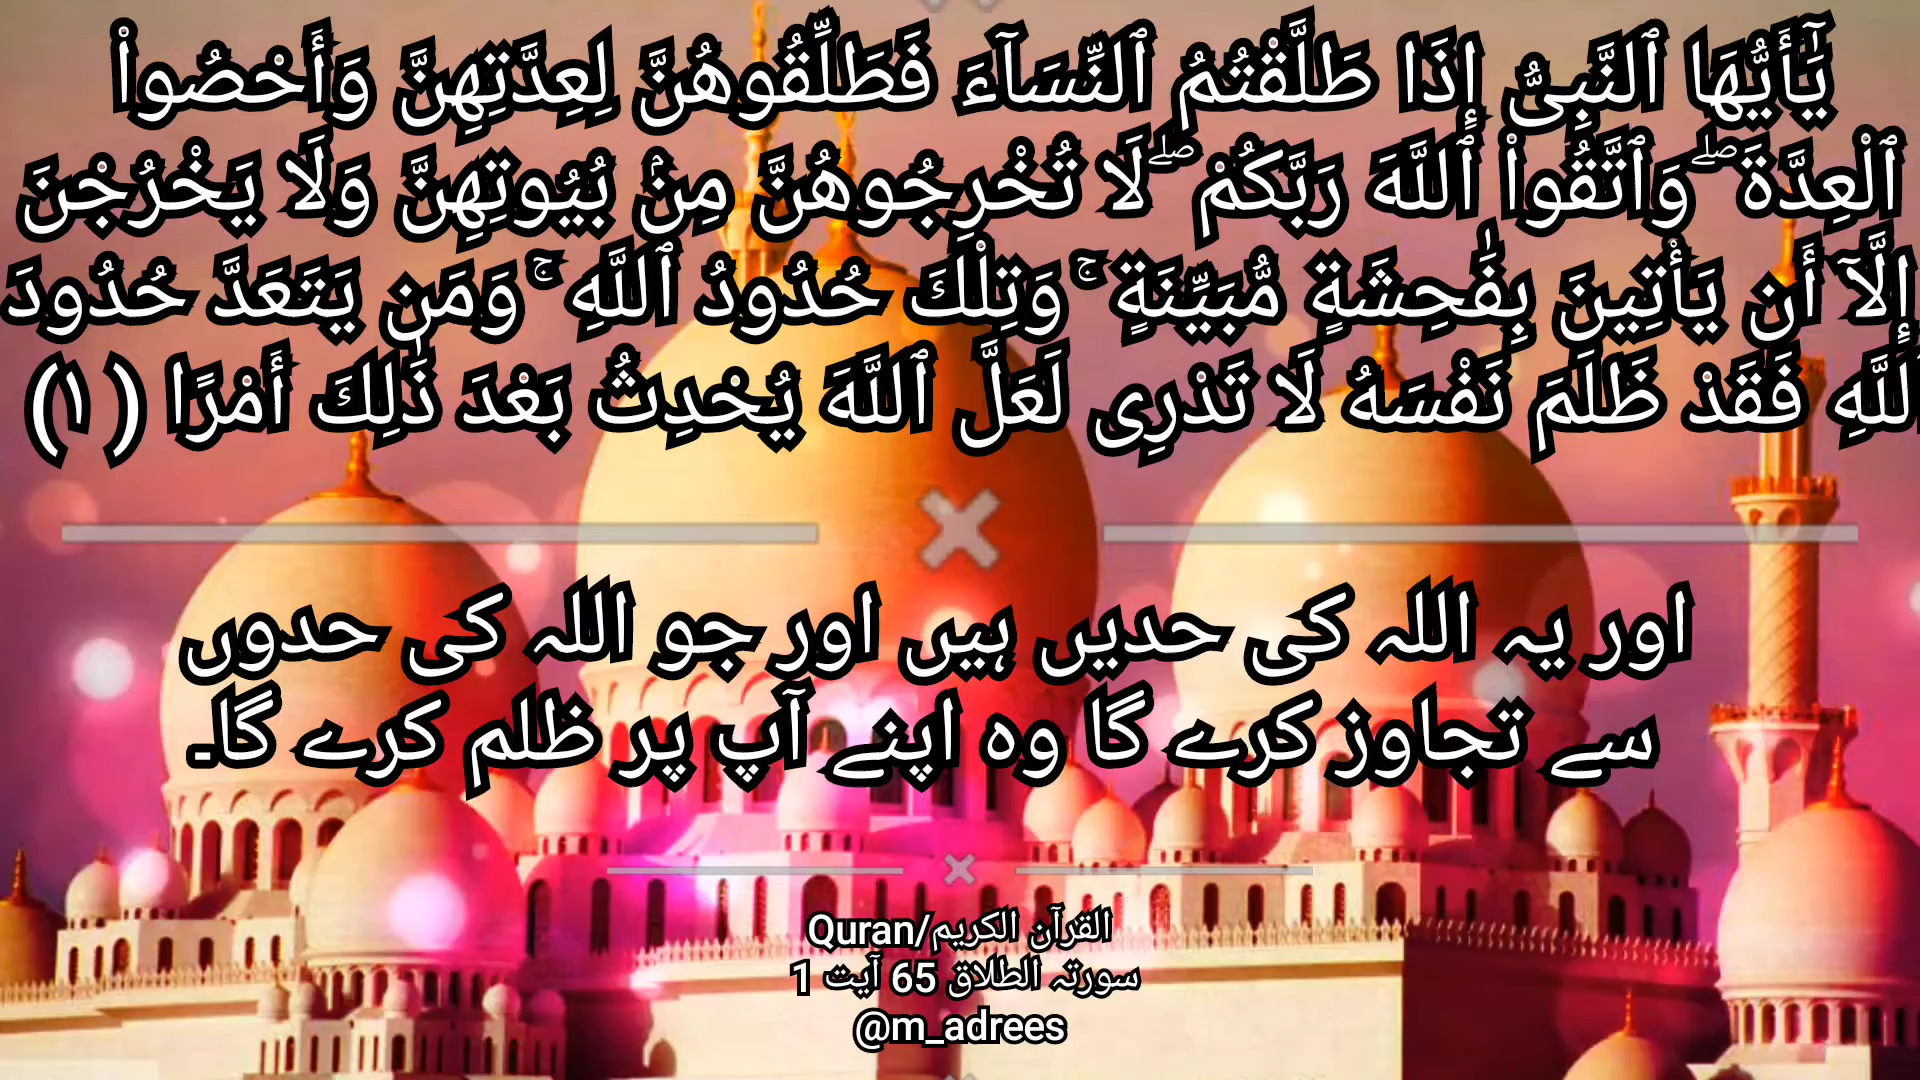 يَٰٓأَيُّهَا ٱلنَّبِىُّ إِذَا طَلَّقْتُمُ ٱلنِّسَآءَ فَطَلِّقُوهُنَّ لِعِدَّتِهِنَّ وَأَحْصُوا۟
ٱلْعِدَّةَ ۖ وَٱتَّقُوا۟ ٱللَّهَ رَبَّكُمْ ۖ لَا تُخْرِجُوهُنَّ مِنۢ بُيُوتِهِنَّ وَلَا يَخْرُجْنَ
إِلَّآ أَن يَأْتِينَ بِفَٰحِشَةٍ مُّبَيِّنَةٍ ۚ وَتِلْكَ حُدُودُ ٱللَّهِ ۚ وَمَن يَتَعَدَّ حُدُودَ
ٱللَّهِ فَقَدْ ظَلَمَ نَفْسَهُ لَا تَدْرِى لَعَلَّ ٱللَّهَ يُحْدِثُ بَعْدَ ذَٰلِكَ أَمْرًا (١)
اور یہ اللہ کی حدیں ہیں اور جو اللہ کی حدوں
سے تجاوز کرے گا وہ اپنے آپ پر ظلم کرے گا۔
القرآن الكريم/Quran
سورتہ الطلاق 65 آیت 1
@m_adrees